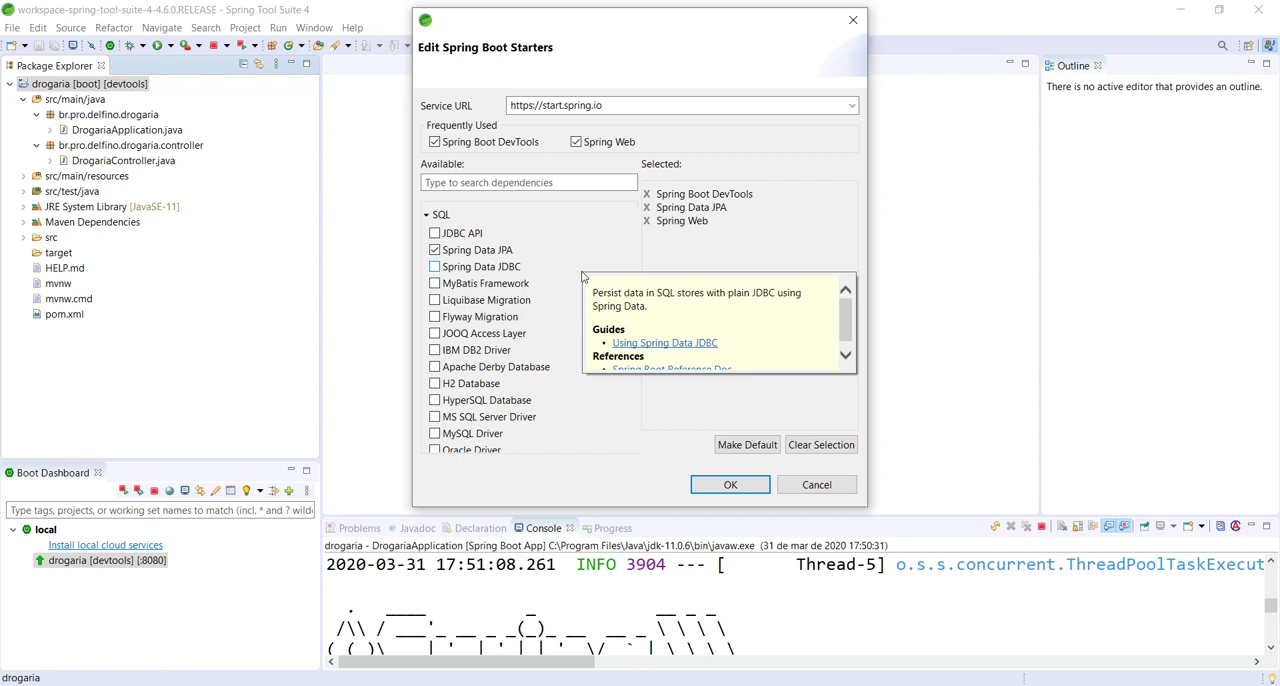 workspace-spring-tool-suite-4-4.6.0.RELEASE - Spring Tool Suite 4
File Edit Source Refactor Navigate Search Project Run Window Help
Package Explorer
drogaria [boot] [devtools]
src/main/java
br.pro.delfino.drogaria
DrogariaApplication.java
br.pro.delfino.drogaria.controller
DrogariaController.java
src/main/resources
src/test/java
JRE System Library [JavaSE-11]
Maven Dependencies
src
target
HELP.md
mvnw
mvnw.cmd
pom.xml
Edit Spring Boot Starters
Service URL https://start.spring.io
Frequently Used
Spring Boot DevTools Spring Web
Available: Selected:
Type to search dependencies
SQL
JDBC API
Spring Data JPA
Spring Data JDBC
MyBatis Framework
Liquibase Migration
Flyway Migration
JOOQ Access Layer
IBM DB2 Driver
Apache Derby Database
H2 Database
HyperSQL Database
MS SQL Server Driver
MySQL Driver
Oracle Driver
X Spring Boot DevTools
X Spring Data JPA
X Spring Web
Persist data in SQL stores with plain JDBC using
Spring Data.
Guides
• Using Spring Data JDBC
References
• Spring Boot Reference Doc
Make Default Clear Selection
OK Cancel
Outline
There is no active editor that provides an outline.
Boot Dashboard
Type tags, projects, or working set names to match (incl. * and ? wild
local
Install local cloud services
drogaria [devtools] [:8080]
Problems Javadoc Declaration Console Progress
drogaria - DrogariaApplication [Spring Boot App] C:\Program Files\Java\jdk-11.0.6\bin\javaw.exe (31 de mar de 2020 17:50:31)
2020-03-31 17:51:08.261 INFO 3904 --- [ Thread-5] o.s.s.concurrent.ThreadPoolTaskExecut
drogaria